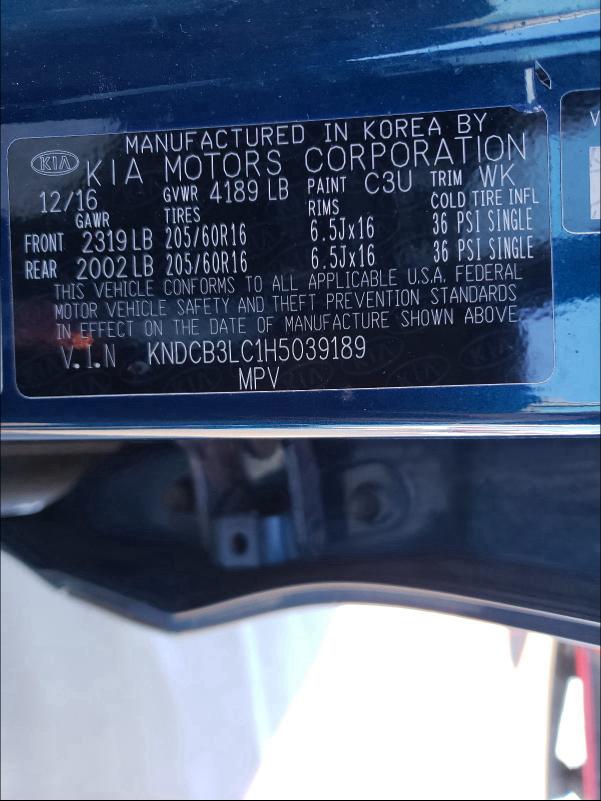 MANUFACTURED IN KOREA BY
KIA KIA MOTORS CORPORATION
12/16 GVWR 4189 LB PAINT C3U TRIM WK
GAWR TIRES RIMS COLD TIRE INFL
FRONT 2319 LB 205/60R16 6.5Jx16 36 PSI SINGLE
REAR 2002 LB 205/60R16 6.5Jx16 36 PSI SINGLE
THIS VEHICLE CONFORMS TO ALL APPLICABLE U.S.A. FEDERAL
MOTOR VEHICLE SAFETY AND THEFT PREVENTION STANDARDS
IN EFFECT ON THE DATE OF MANUFACTURE SHOWN ABOVE.
V.I.N KNDCB3LC1H5039189
MPV
V